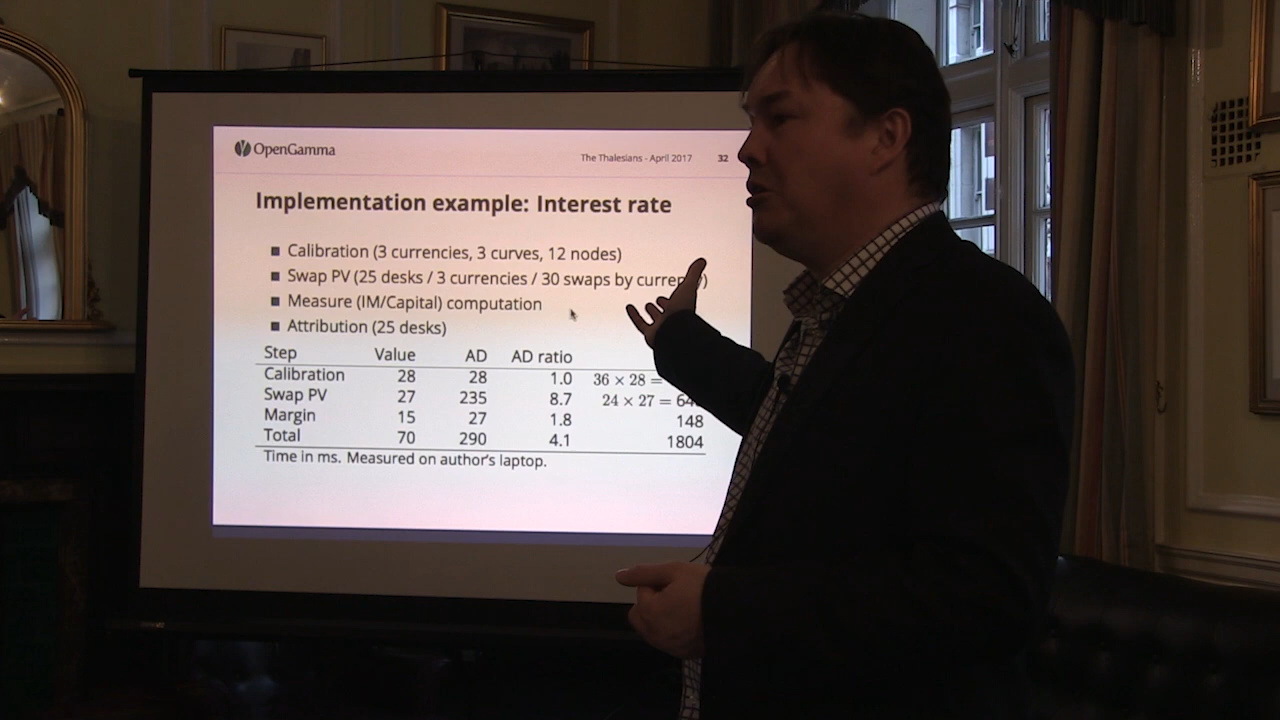 OpenGamma
The Thalesians - April 2017 32
Implementation example: Interest rate
Calibration (3 currencies, 3 curves, 12 nodes)
Swap PV (25 desks / 3 currencies / 30 swaps by
Measure (IM/Capital) computation
Attribution (25 desks)
Step Value AD AD ratio
Calibration 28 28 1.0 36 × 28 =
Swap PV 27 235 8.7 24 × 27 =
Margin 15 27 1.8 148
Total 70 290 4.1 1804
Time in ms. Measured on author's laptop.